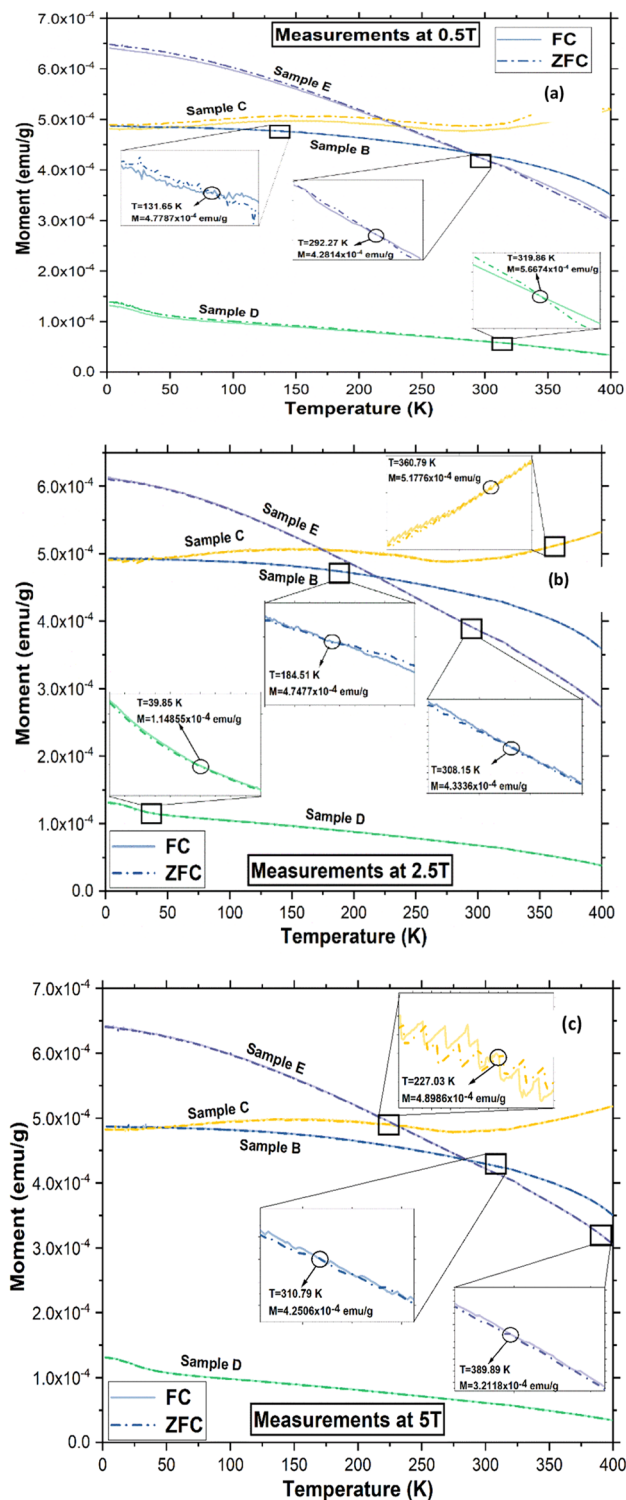 Measurements at 0.5T
FC
ZFC
(a)
Moment (emu/g)
7.0x10⁻⁴
6.0x10⁻⁴
5.0x10⁻⁴
4.0x10⁻⁴
3.0x10⁻⁴
2.0x10⁻⁴
1.0x10⁻⁴
0.0
Sample E
Sample C
Sample B
T=131.65 K
M=4.7787x10⁻⁴ emu/g
T=292.27 K
M=4.2814x10⁻⁴ emu/g
T=319.86 K
M=5.6674x10⁻⁴ emu/g
Sample D
0 50 100 150 200 250 300 350 400
Temperature (K)
Moment (emu/g)
6.0x10⁻⁴
5.0x10⁻⁴
4.0x10⁻⁴
3.0x10⁻⁴
2.0x10⁻⁴
1.0x10⁻⁴
0.0
T=360.79 K
M=5.1776x10⁻⁴ emu/g
Sample E
Sample C
Sample B
(b)
T=184.51 K
M=4.7477x10⁻⁴ emu/g
T=39.85 K
M=1.14855x10⁻⁴ emu/g
T=308.15 K
M=4.3336x10⁻⁴ emu/g
Sample D
FC
ZFC
Measurements at 2.5T
0 50 100 150 200 250 300 350 400
Temperature (K)
Moment (emu/g)
7.0x10⁻⁴
6.0x10⁻⁴
5.0x10⁻⁴
4.0x10⁻⁴
3.0x10⁻⁴
2.0x10⁻⁴
1.0x10⁻⁴
0.0
(c)
T=227.03 K
M=4.8986x10⁻⁴ emu/g
Sample E
Sample C
Sample B
T=310.79 K
M=4.2506x10⁻⁴ emu/g
T=389.89 K
M=3.2118x10⁻⁴ emu/g
Sample D
FC
ZFC
Measurements at 5T
0 50 100 150 200 250 300 350 400
Temperature (K)